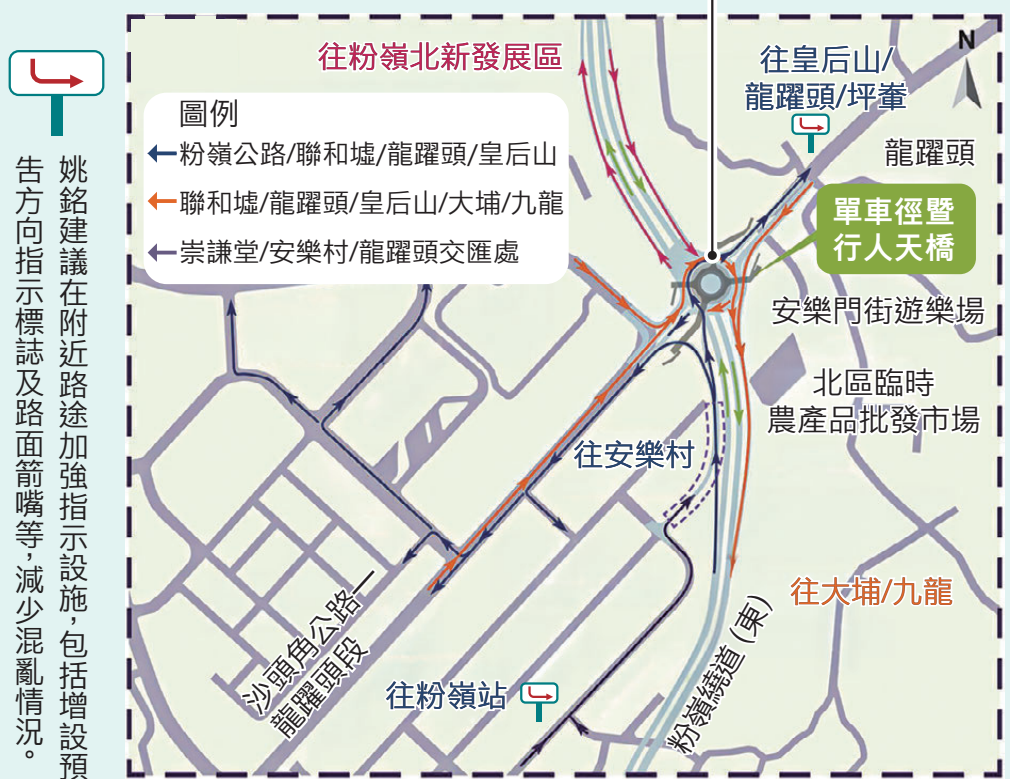 姚銘建議在附近路途加強指示設施，包括增設預
告方向指示標誌及路面箭嘴等，減少混亂情況。
往粉嶺北新發展區
N
往皇后山/
龍躍頭/坪輋
圖例
粉嶺公路/聯和墟/龍躍頭/皇后山
聯和墟/龍躍頭/皇后山/大埔/九龍
崇謙堂/安樂村/龍躍頭交匯處
龍躍頭
單車徑暨
行人天橋
安樂門街遊樂場
北區臨時
農產品批發市場
往安樂村
往大埔/九龍
沙頭角公路
龍躍頭段
往粉嶺站
粉嶺繞道（東）